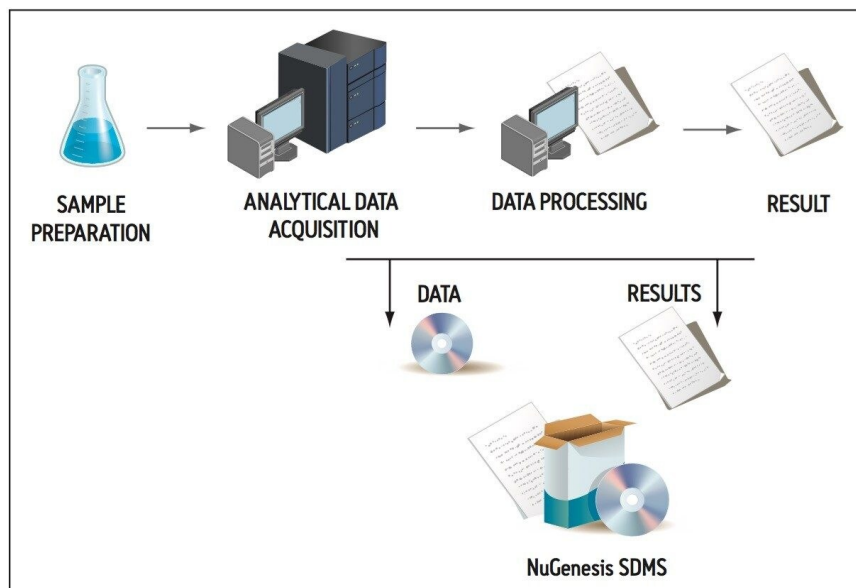 SAMPLE
PREPARATION
ANALYTICAL DATA
ACQUISITION
DATA PROCESSING
RESULT
DATA
RESULTS
NuGenesis SDMS